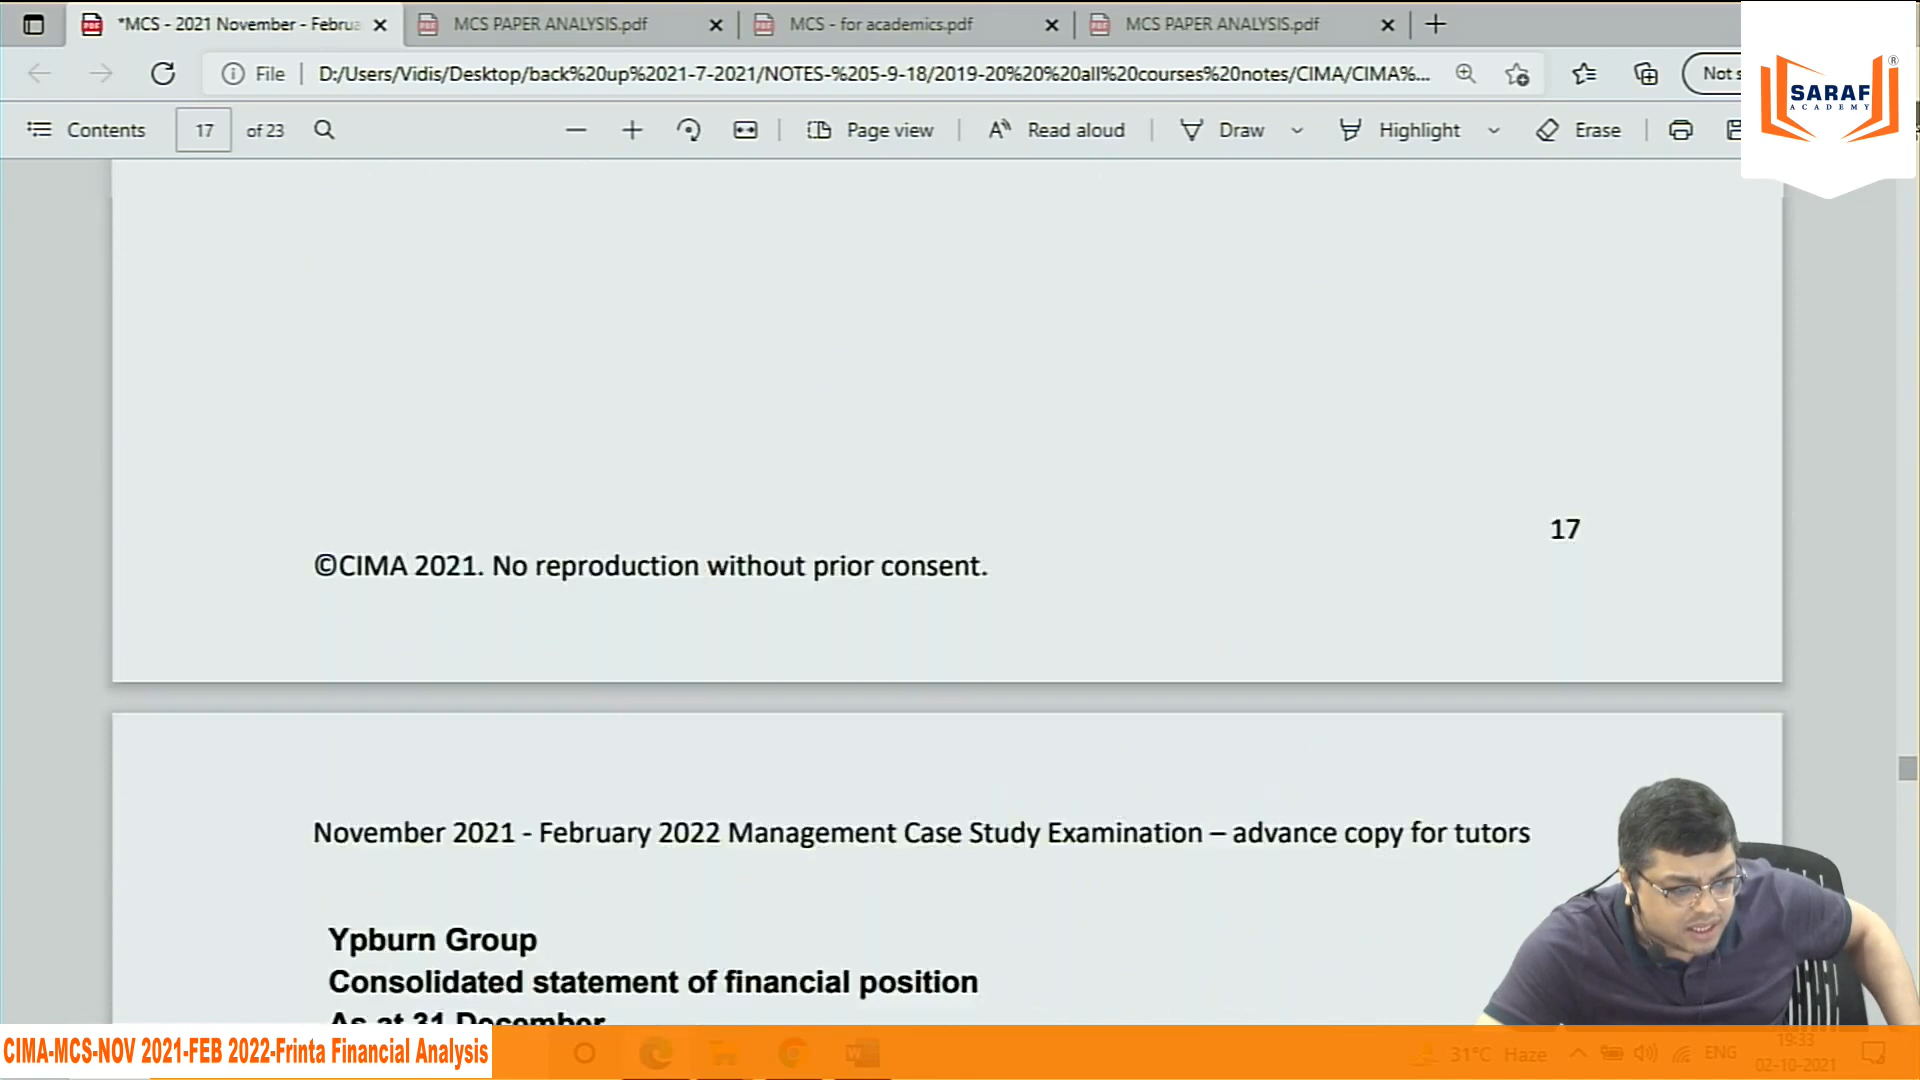 *MCS - 2021 November - Februa
MCS PAPER ANALYSIS.pdf
MCS - for academics.pdf
MCS PAPER ANALYSIS.pdf
File
D:/Users/Vidis/Desktop/back%20up%2021-7-2021/NOTES-%205-9-18/2019-20%20%20all%20courses%20notes/CIMA/CIMA%...
Not s
SARAF
ACADEMY
®
Contents
17
of 23
Page view
Read aloud
Draw
Highlight
Erase
17
©CIMA 2021. No reproduction without prior consent.
November 2021 - February 2022 Management Case Study Examination – advance copy for tutors
Ypburn Group
Consolidated statement of financial position
As at 31 December
CIMA-MCS-NOV 2021-FEB 2022-Frinta Financial Analysis
31°C Haze
ENG
19:33
02-10-2021